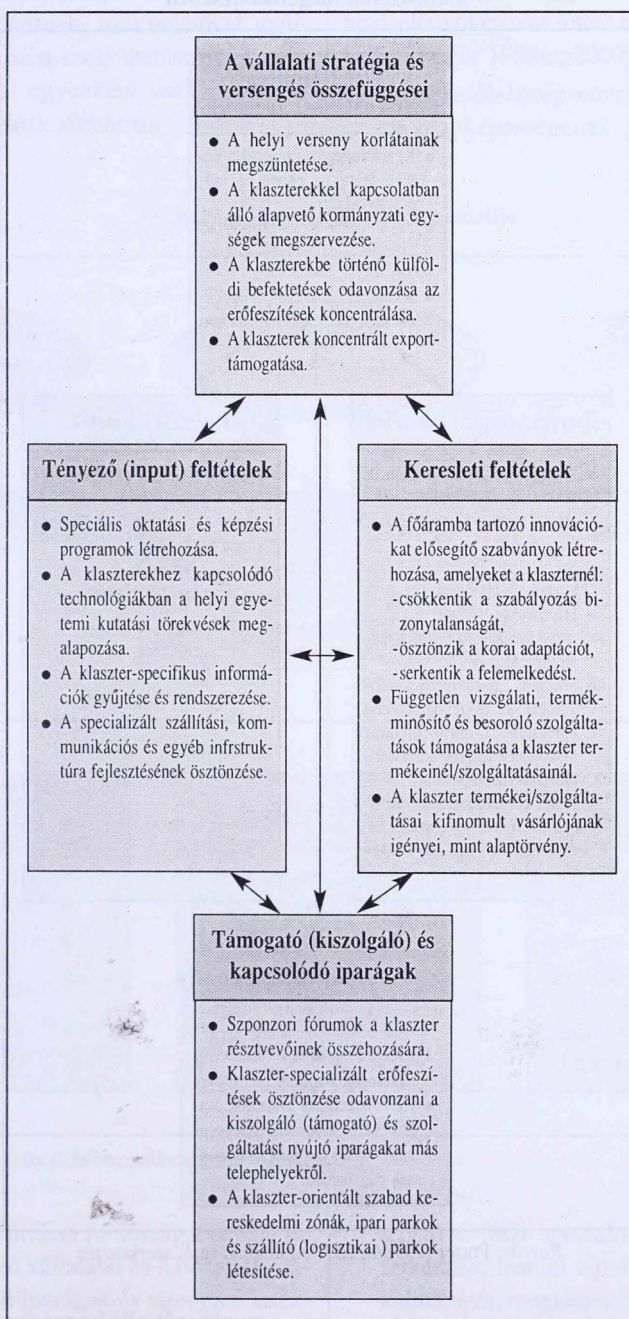 A vállalati stratégia és
versengés összefüggései
● A helyi verseny korlátainak
megszüntetése.
● A klaszterekkel kapcsolatban
álló alapvető kormányzati egy-
ségek megszervezése.
● A klaszterekbe történő külföl-
di befektetések odavonzása az
erőfeszítések koncentrálása.
● A klaszterek koncentrált export-
támogatása.
Tényező (input) feltételek
● Speciális oktatási és képzési
programok létrehozása.
● A klaszterekhez kapcsolódó
technológiákban a helyi egye-
temi kutatási törekvések meg-
alapozása.
● A klaszter-specifikus informá-
ciók gyűjtése és rendszerezése.
● A specializált szállítási, kom-
munikációs és egyéb infrstruk-
túra fejlesztésének ösztönzése.
Keresleti feltételek
● A főáramba tartozó innováció-
kat elősegítő szabványok létre-
hozása, amelyeket a klaszternél:
-csökkentik a szabályozás bi-
zonytalanságát,
-ösztönzik a korai adaptációt,
-serkentik a felemelkedést.
● Független vizsgálati, termék-
minősítő és besoroló szolgálta-
tások támogatása a klaszter ter-
mékeinél/szolgáltatásainál.
● A klaszter termékei/szolgálta-
tásai kifinomult vásárlójának
igényei, mint alaptörvény.
Támogató (kiszolgáló) és
kapcsolódó iparágak
● Szponzori fórumok a klaszter
résztvevőinek összehozására.
● Klaszter-specializált erőfeszí-
tések ösztönzése odavonzani a
kiszolgáló (támogató) és szol-
gáltatást nyújtó iparágakat más
telephelyekről.
● A klaszter-orientált szabad ke-
reskedelmi zónák, ipari parkok
és szállító (logisztikai ) parkok
létesítése.